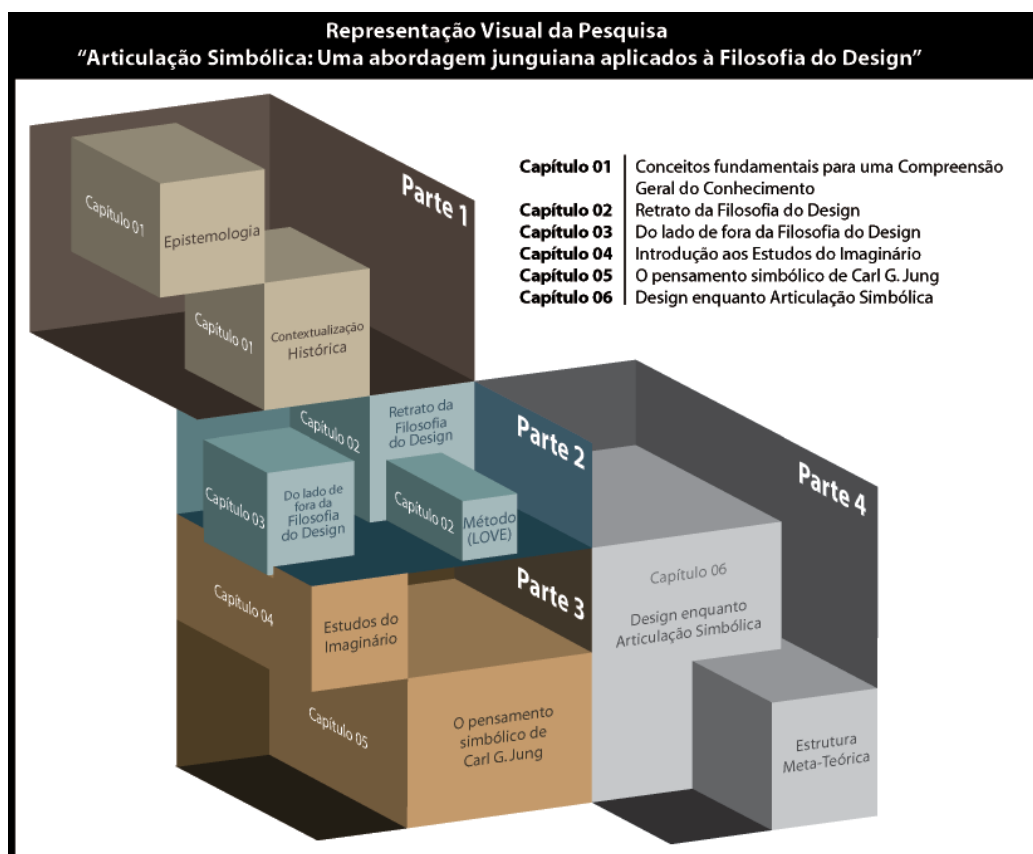 Representação Visual da Pesquisa
“Articulação Simbólica: Uma abordagem junguiana aplicados à Filosofia do Design”
Capítulo 01 Conceitos fundamentais para uma Compreensão
Geral do Conhecimento
Capítulo 02 Retrato da Filosofia do Design
Capítulo 03 Do lado de fora da Filosofia do Design
Capítulo 04 Introdução aos Estudos do Imaginário
Capítulo 05 O pensamento simbólico de Carl G. Jung
Capítulo 06 Design enquanto Articulação Simbólica
Parte 1
Capítulo 01
Epistemologia
Capítulo 01
Contextualização
Histórica
Parte 2
Capítulo 02
Retrato da
Filosofia
do Design
Capítulo 03
Do lado de
fora da
Filosofia
do Design
Capítulo 02
Método
(LOVE)
Parte 3
Capítulo 04
Estudos do
Imaginário
Capítulo 05
O pensamento
simbólico de
Carl G. Jung
Parte 4
Capítulo 06
Design enquanto
Articulação Simbólica
Estrutura
Meta-Teórica